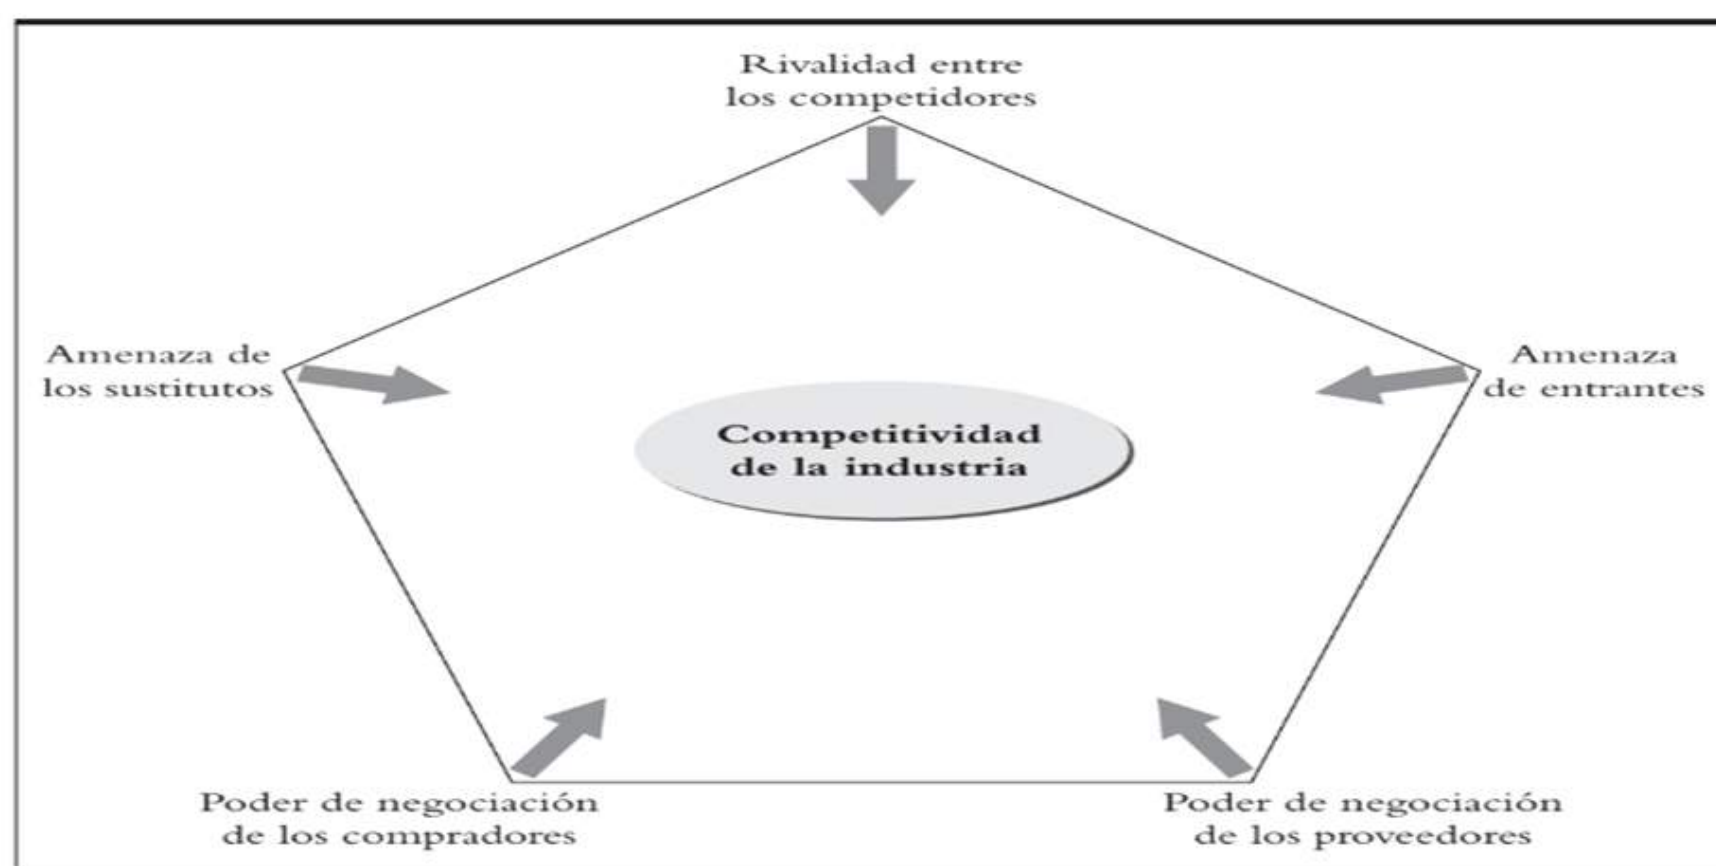 Rivalidad entre
los competidores
Amenaza de
los sustitutos
Amenaza
de entrantes
Competitividad
de la industria
Poder de negociación
de los compradores
Poder de negociación
de los proveedores